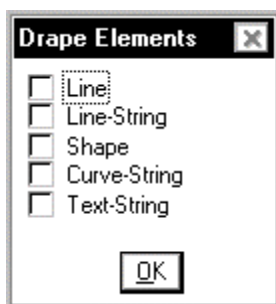 Drape Elements
Line
Line-String
Shape
Curve-String
Text-String
OK